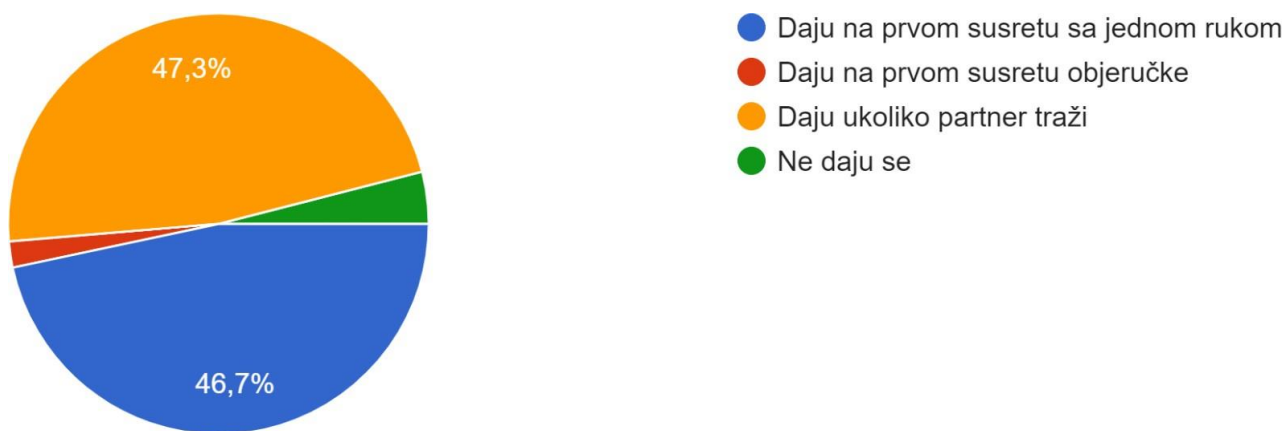 47,3%
46,7%
Daju na prvom susretu sa jednom rukom
Daju na prvom susretu objeručke
Daju ukoliko partner traži
Ne daju se